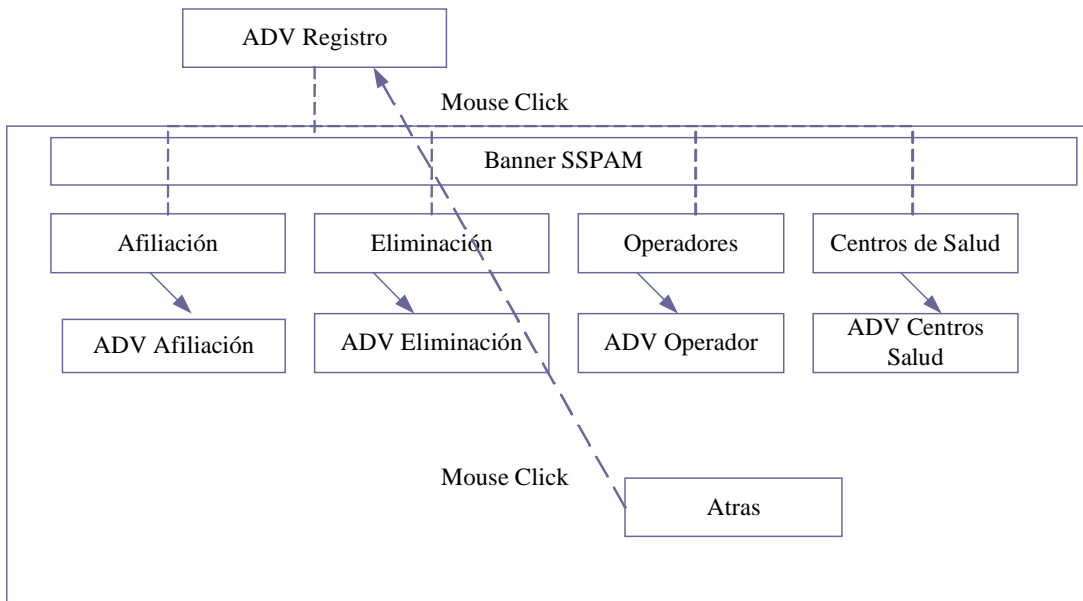 ADV Registro
Mouse Click
Banner SSPAM
Afiliación
Eliminación
Operadores
Centros de Salud
ADV Afiliación
ADV Eliminación
ADV Operador
ADV Centros
Salud
Mouse Click
Atras